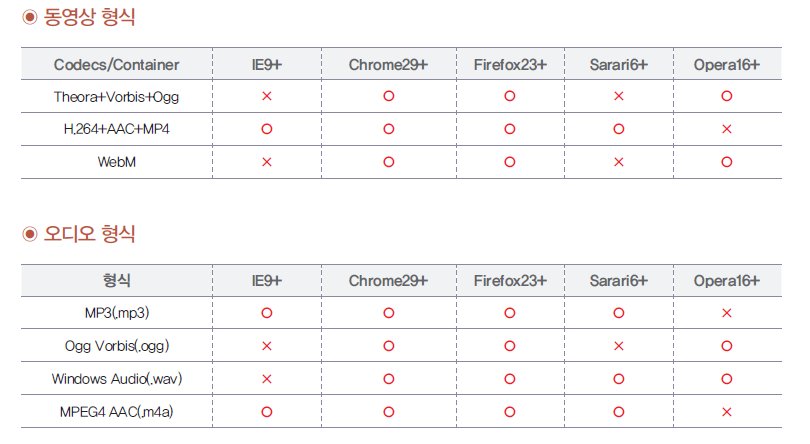 ◉ 동영상 형식
Codecs/Container IE9+ Chrome29+ Firefox23+ Sarari6+ Opera16+
Theora+Vorbis+Ogg × ○ ○ × ○
H.264+AAC+MP4 ○ ○ ○ ○ ×
WebM × ○ ○ × ○
◉ 오디오 형식
형식 IE9+ Chrome29+ Firefox23+ Sarari6+ Opera16+
MP3(.mp3) ○ ○ ○ ○ ×
Ogg Vorbis(.ogg) × ○ ○ × ○
Windows Audio(.wav) × ○ ○ ○ ○
MPEG4 AAC(.m4a) ○ ○ ○ ○ ×